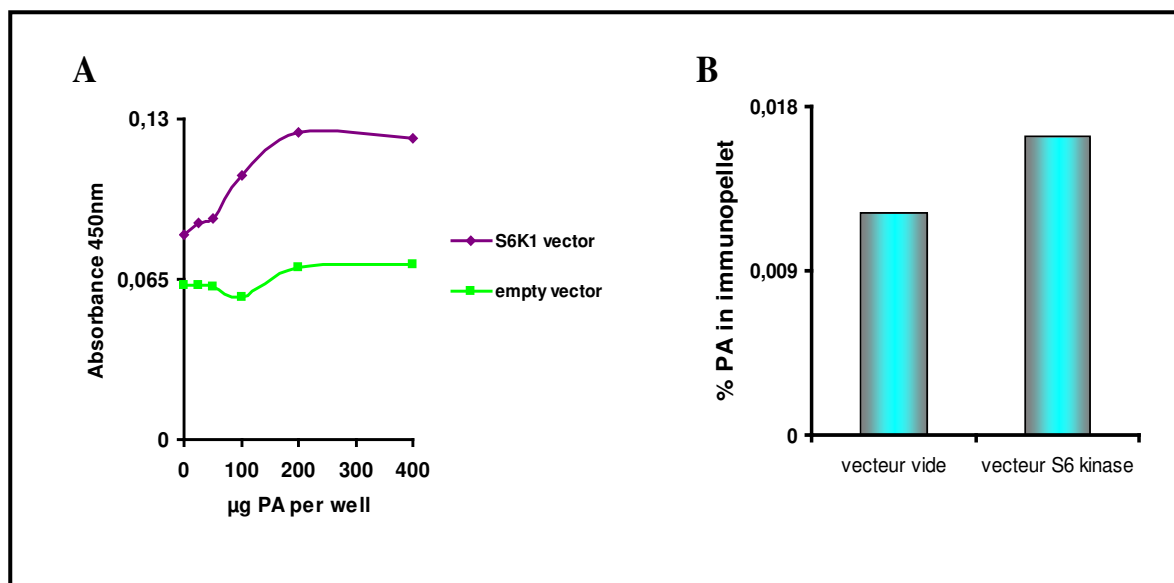 A
0,13
0,065
0
Absorbance 450nm
0 100 200 300 400
µg PA per well
S6K1 vector
empty vector
B
0,018
0,009
0
% PA in immunopellet
vecteur vide vecteur S6 kinase